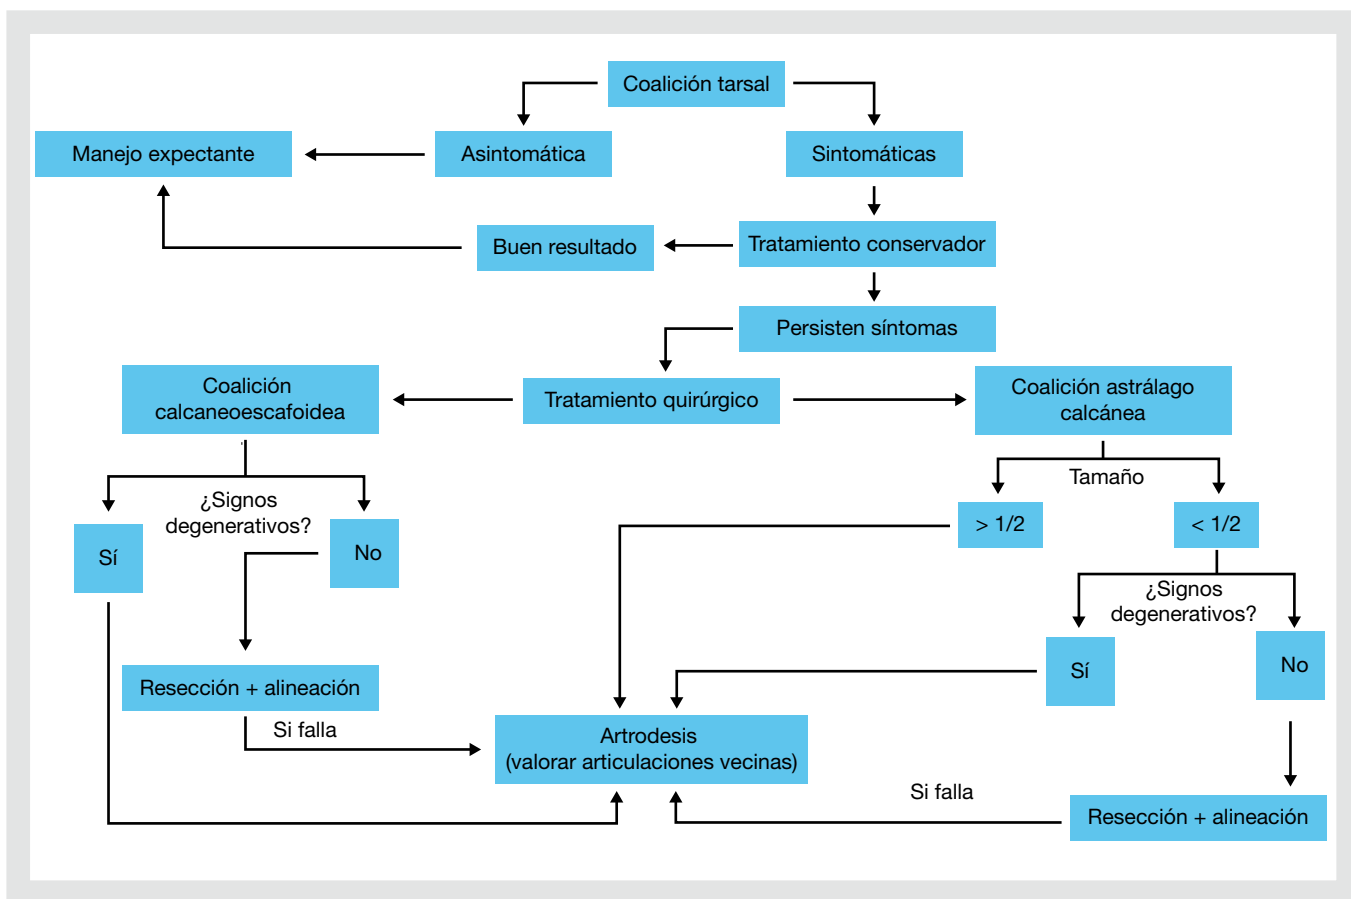 Coalición tarsal
Manejo expectante
Asintomática
Sintomáticas
Buen resultado
Tratamiento conservador
Persisten síntomas
Coalición
calcaneoescafoidea
Tratamiento quirúrgico
Coalición astrálago
calcánea
Tamaño
¿Signos
degenerativos?
Sí
No
> 1/2
< 1/2
¿Signos
degenerativos?
Sí
No
Resección + alineación
Si falla
Artrodesis
(valorar articulaciones vecinas)
Si falla
Resección + alineación